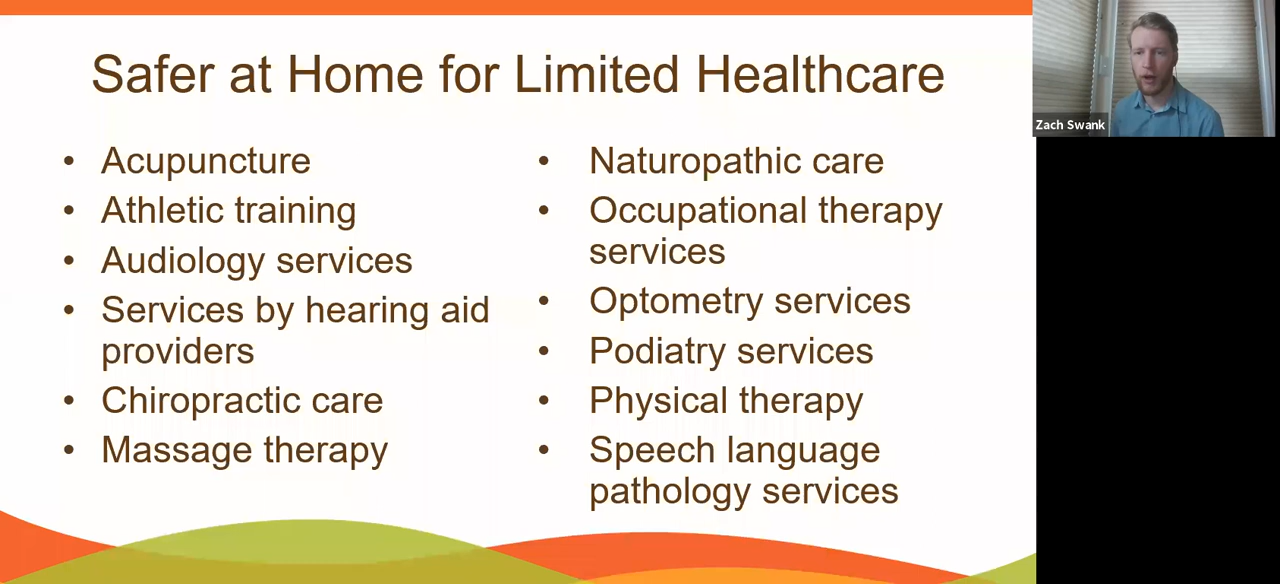 Safer at Home for Limited Healthcare
• Acupuncture
• Athletic training
• Audiology services
• Services by hearing aid
providers
• Chiropractic care
• Massage therapy
• Naturopathic care
• Occupational therapy
services
• Optometry services
• Podiatry services
• Physical therapy
• Speech language
pathology services
Zach Swank